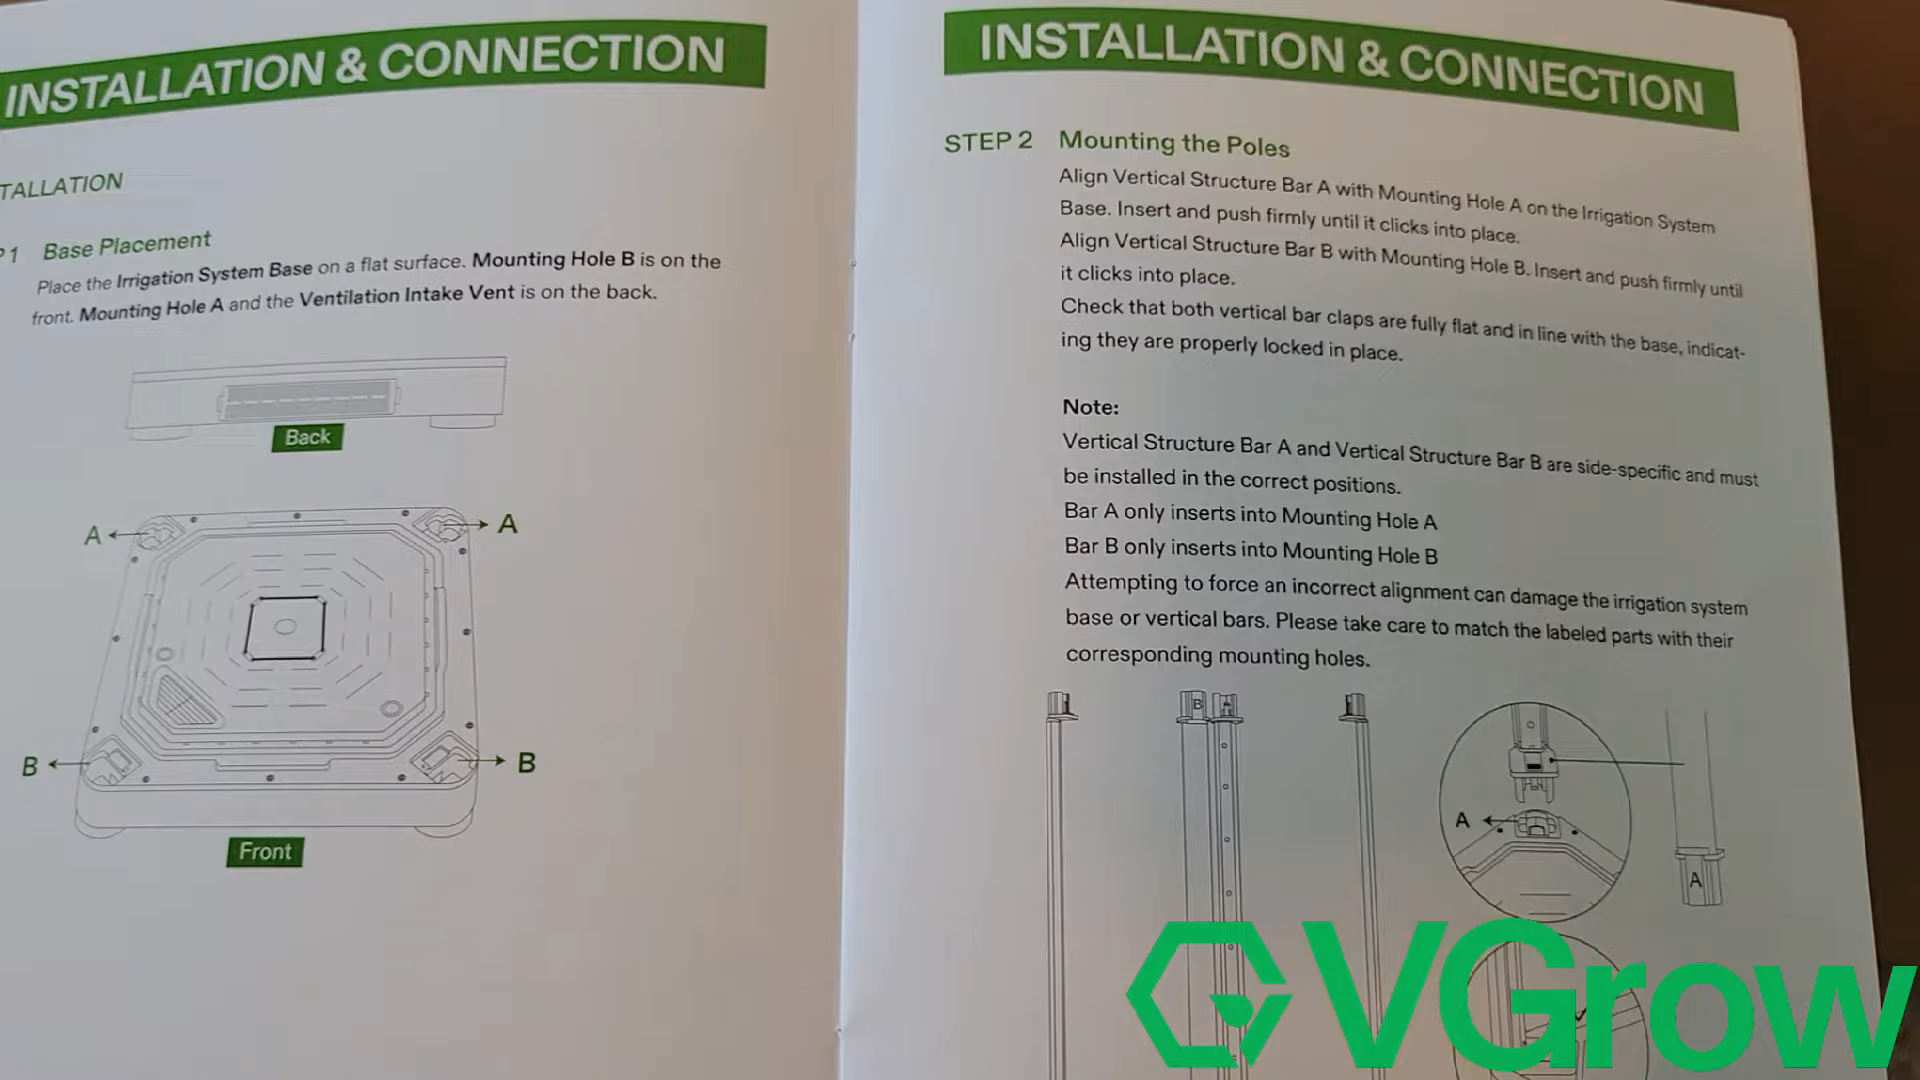 INSTALLATION & CONNECTION
TALLATION
P 1 Base Placement
Place the Irrigation System Base on a flat surface. Mounting Hole B is on the
front. Mounting Hole A and the Ventilation Intake Vent is on the back.
Back
A
A
B
B
Front
INSTALLATION & CONNECTION
STEP 2 Mounting the Poles
Align Vertical Structure Bar A with Mounting Hole A on the Irrigation System
Base. Insert and push firmly until it clicks into place.
Align Vertical Structure Bar B with Mounting Hole B. Insert and push firmly until
it clicks into place.
Check that both vertical bar claps are fully flat and in line with the base, indicat-
ing they are properly locked in place.
Note:
Vertical Structure Bar A and Vertical Structure Bar B are side-specific and must
be installed in the correct positions.
Bar A only inserts into Mounting Hole A
Bar B only inserts into Mounting Hole B
Attempting to force an incorrect alignment can damage the irrigation system
base or vertical bars. Please take care to match the labeled parts with their
corresponding mounting holes.
B
A
A
VGrow